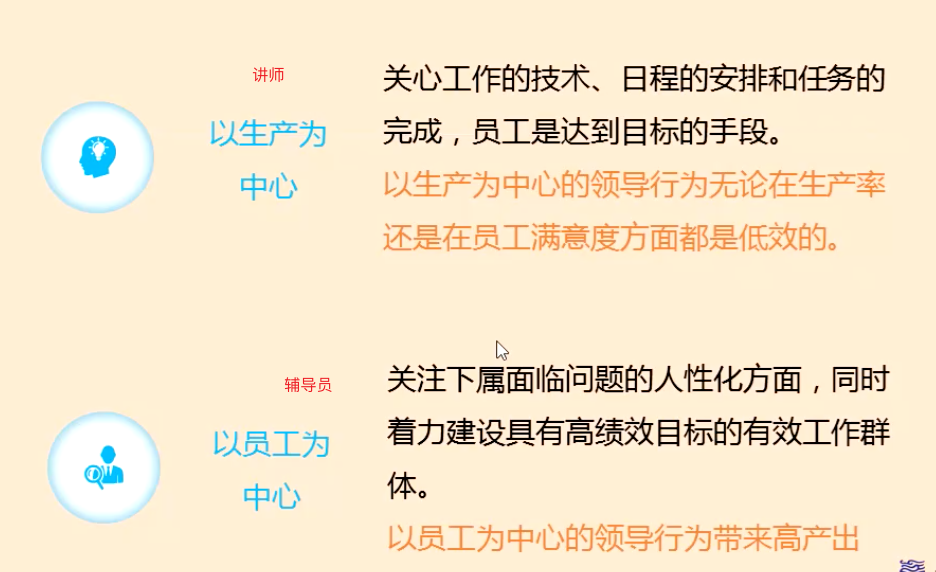 讲师
以生产为
中心
关心工作的技术、日程的安排和任务的
完成，员工是达到目标的手段。
以生产为中心的领导行为无论在生产率
还是在员工满意度方面都是低效的。
辅导员
以员工为
中心
关注下属面临问题的人性化方面，同时
着力建设具有高绩效目标的有效工作群
体。
以员工为中心的领导行为带来高产出